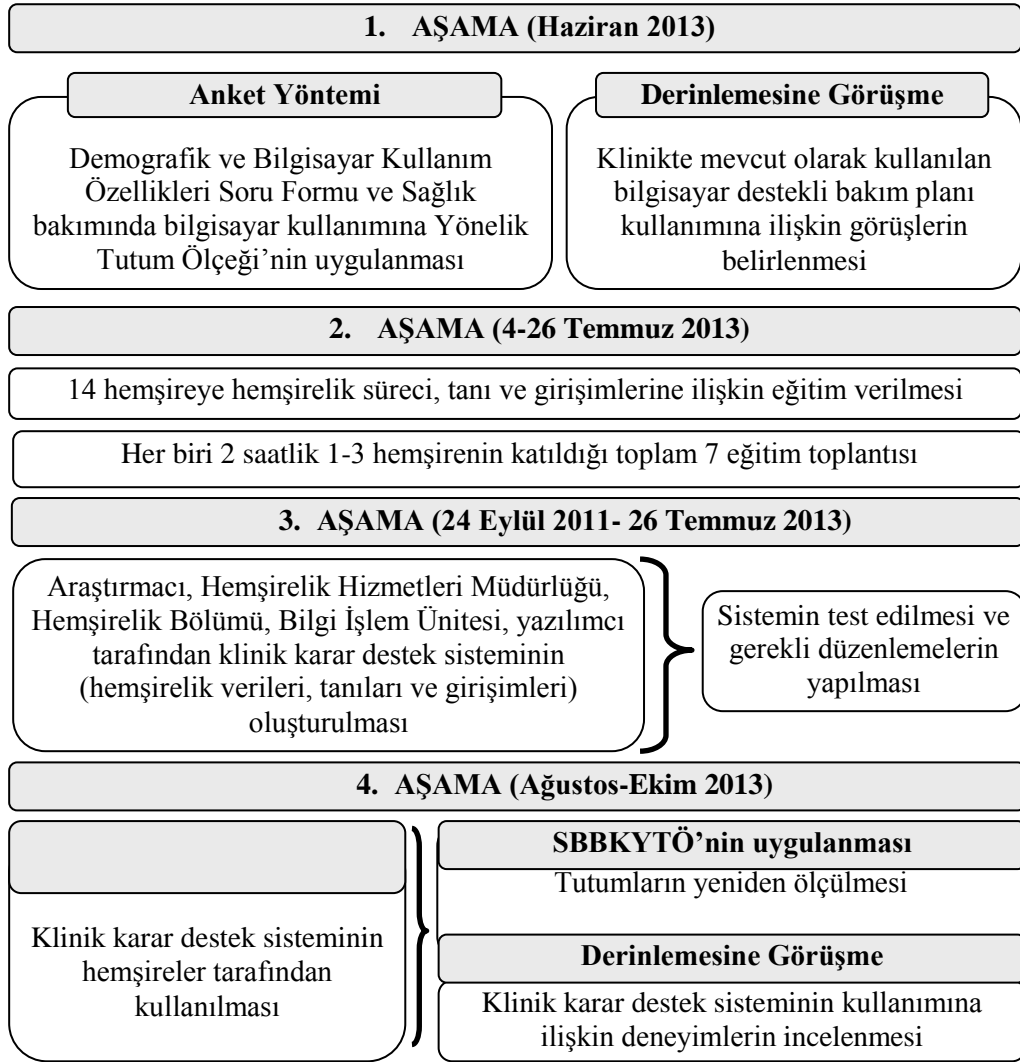 1. AŞAMA (Haziran 2013)
Anket Yöntemi
Demografik ve Bilgisayar Kullanım
Özellikleri Soru Formu ve Sağlık
bakımında bilgisayar kullanımına Yönelik
Tutum Ölçeği’nin uygulanması
Derinlemesine Görüşme
Klinikte mevcut olarak kullanılan
bilgisayar destekli bakım planı
kullanımına ilişkin görüşlerin
belirlenmesi
2. AŞAMA (4-26 Temmuz 2013)
14 hemşireye hemşirelik süreci, tanı ve girişimlerine ilişkin eğitim verilmesi
Her biri 2 saatlik 1-3 hemşirenin katıldığı toplam 7 eğitim toplantısı
3. AŞAMA (24 Eylül 2011- 26 Temmuz 2013)
Araştırmacı, Hemşirelik Hizmetleri Müdürlüğü,
Hemşirelik Bölümü, Bilgi İşlem Ünitesi, yazılımcı
tarafından klinik karar destek sisteminin
(hemşirelik verileri, tanıları ve girişimleri)
oluşturulması
Sistemin test edilmesi ve
gerekli düzenlemelerin
yapılması
4. AŞAMA (Ağustos-Ekim 2013)
Klinik karar destek sisteminin
hemşireler tarafından
kullanılması
SBBKYTÖ’nin uygulanması
Tutumların yeniden ölçülmesi
Derinlemesine Görüşme
Klinik karar destek sisteminin kullanımına
ilişkin deneyimlerin incelenmesi